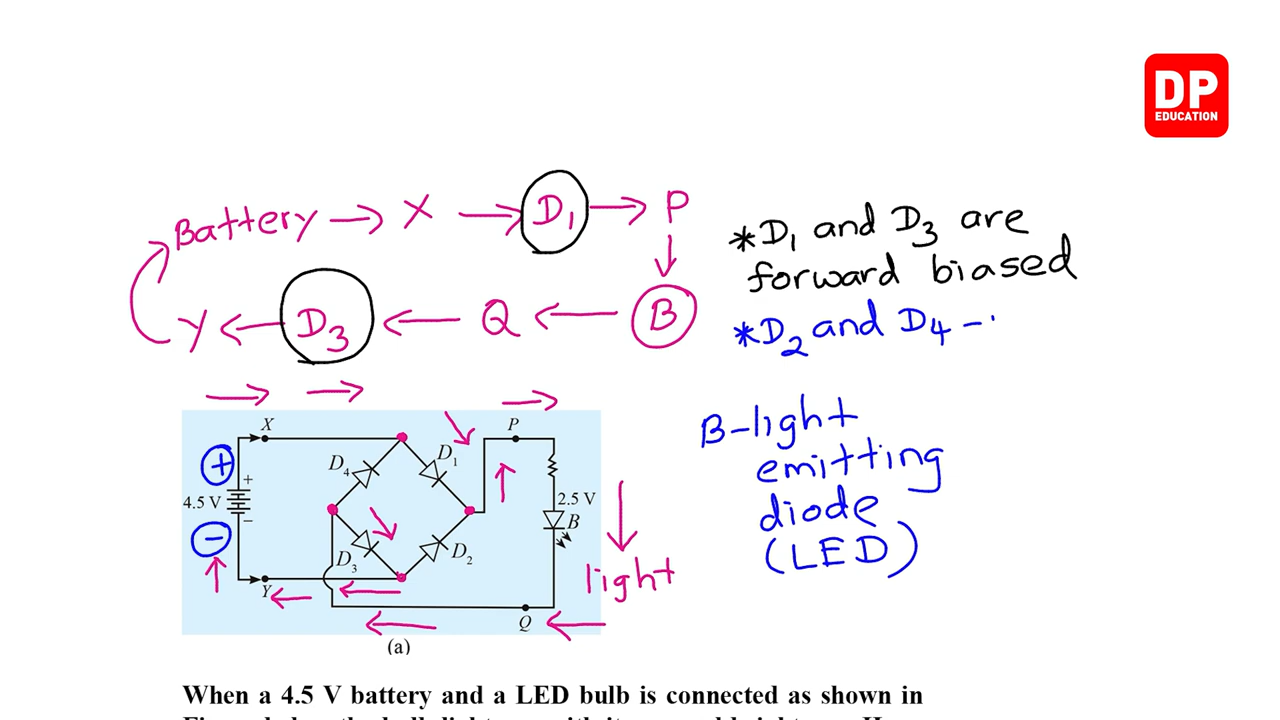 DP
EDUCATION
Battery → X → D₁ → P
↓
Y ← D₃ ← Q ← B
*D₁ and D₃ are
forward biased
*D₂ and D₄ -
B-light
emitting
diode
(LED)
X
P
+
D₄
D₁
+
4.5 V
2.5 V
B
−
−
D₃
D₂
light
Y
Q
(a)
When a 4.5 V battery and a LED bulb is connected as shown in